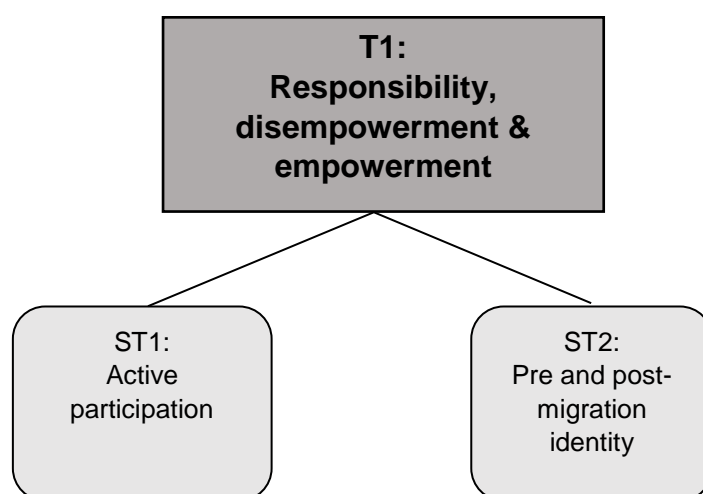 T1:
Responsibility,
disempowerment &
empowerment
ST1:
Active
participation
ST2:
Pre and post-
migration
identity